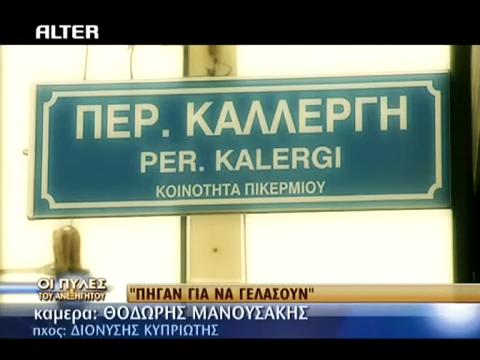 ALTER
ΠΕΡ. ΚΑΛΛΕΡΓΗ
PER. KALERGI
ΚΟΙΝΟΤΗΤΑ ΠΙΚΕΡΜΙΟΥ
ΟΙ ΠΥΛΕΣ
ΤΟΥ ΑΝΕΞΗΓΗΤΟΥ
"ΠΗΓΑΝ ΓΙΑ ΝΑ ΓΕΛΑΣΟΥΝ"
καμερα: ΘΟΔΩΡΗΣ ΜΑΝΟΥΣΑΚΗΣ
ηχος: ΔΙΟΝΥΣΗΣ ΚΥΠΡΙΩΤΗΣ